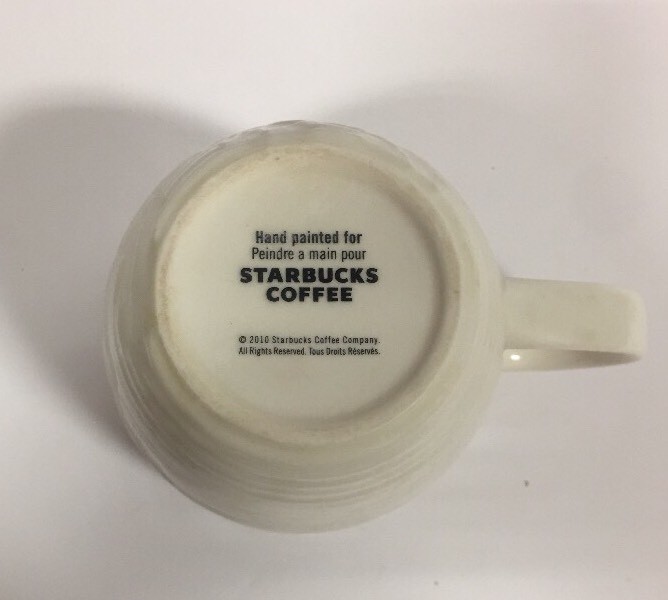 Hand painted for
Peindre a main pour
STARBUCKS
COFFEE
© 2010 Starbucks Coffee Company.
All Rights Reserved. Tous Droits Réservés.